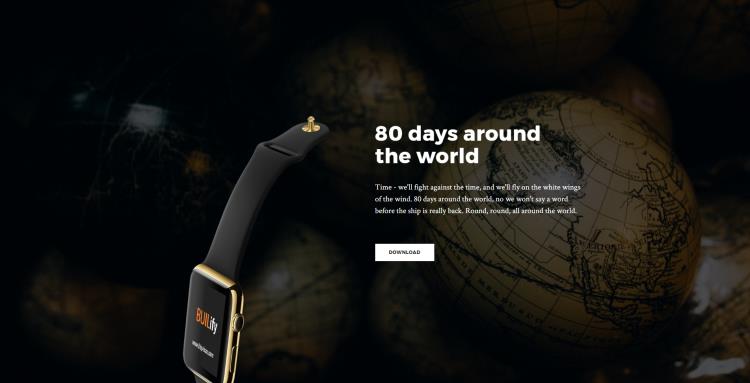 80 days around
the world
Time - we'll fight against the time, and we'll fly on the white wings
of the wind. 80 days around the world, no we won't say a word
before the ship is really back. Round, round, all around the world.
DOWNLOAD
BUILify